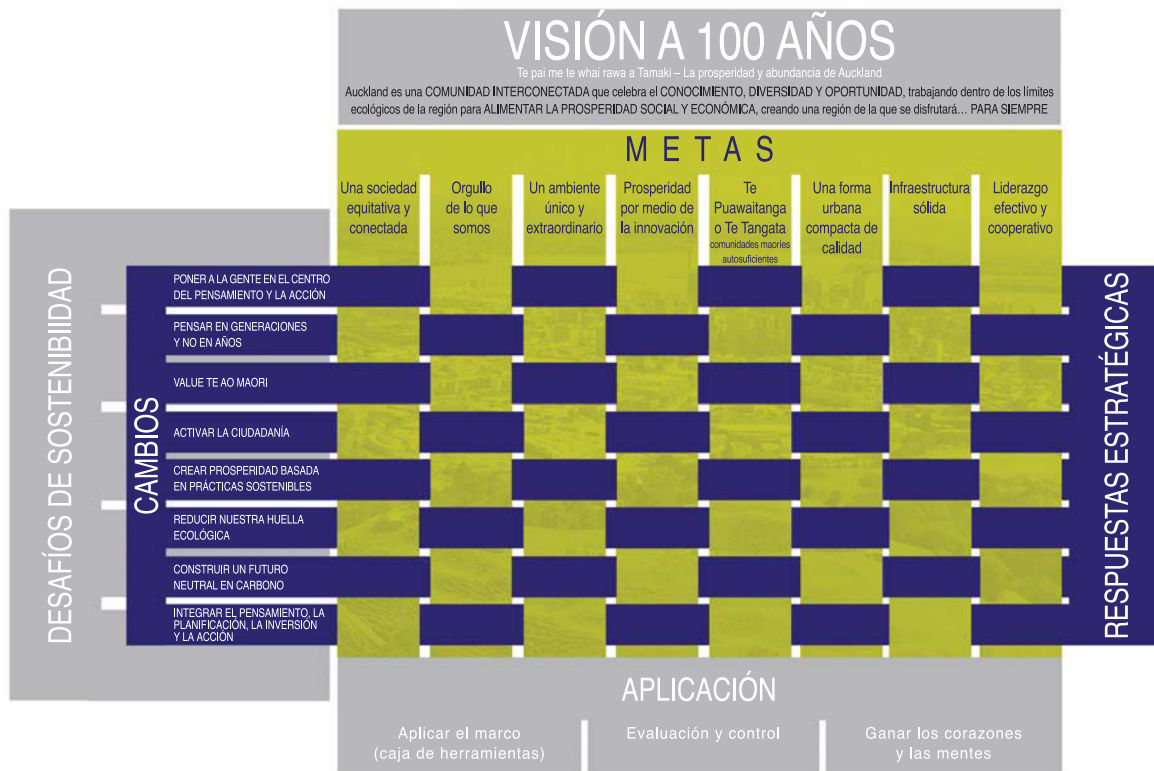 VISIÓN A 100 AÑOS
Te pai me te whai rawa a Tamaki – La prosperidad y abundancia de Auckland
Auckland es una COMUNIDAD INTERCONECTADA que celebra el CONOCIMIENTO, DIVERSIDAD Y OPORTUNIDAD, trabajando dentro de los límites
ecológicos de la región para ALIMENTAR LA PROSPERIDAD SOCIAL Y ECONÓMICA, creando una región de la que se disfrutará... PARA SIEMPRE
METAS
Una sociedad
equitativa y
conectada
Orgullo
de lo que
somos
Un ambiente
único y
extraordinario
Prosperidad
por medio de
la innovación
Te
Puawaitanga
o Te Tangata
comunidades maories
autosuficientes
Una forma
urbana
compacta de
calidad
Infraestructura
sólida
Liderazgo
efectivo y
cooperativo
DESAFÍOS DE SOSTENIBIIDAD
CAMBIOS
PONER A LA GENTE EN EL CENTRO
DEL PENSAMIENTO Y LA ACCIÓN
PENSAR EN GENERACIONES
Y NO EN AÑOS
VALUE TE AO MAORI
ACTIVAR LA CIUDADANÍA
CREAR PROSPERIDAD BASADA
EN PRÁCTICAS SOSTENIBLES
REDUCIR NUESTRA HUELLA
ECOLÓGICA
CONSTRUIR UN FUTURO
NEUTRAL EN CARBONO
INTEGRAR EL PENSAMIENTO, LA
PLANIFICACIÓN, LA INVERSIÓN
Y LA ACCIÓN
RESPUESTAS ESTRATÉGICAS
APLICACIÓN
Aplicar el marco
(caja de herramientas)
Evaluación y control
Ganar los corazones
y las mentes